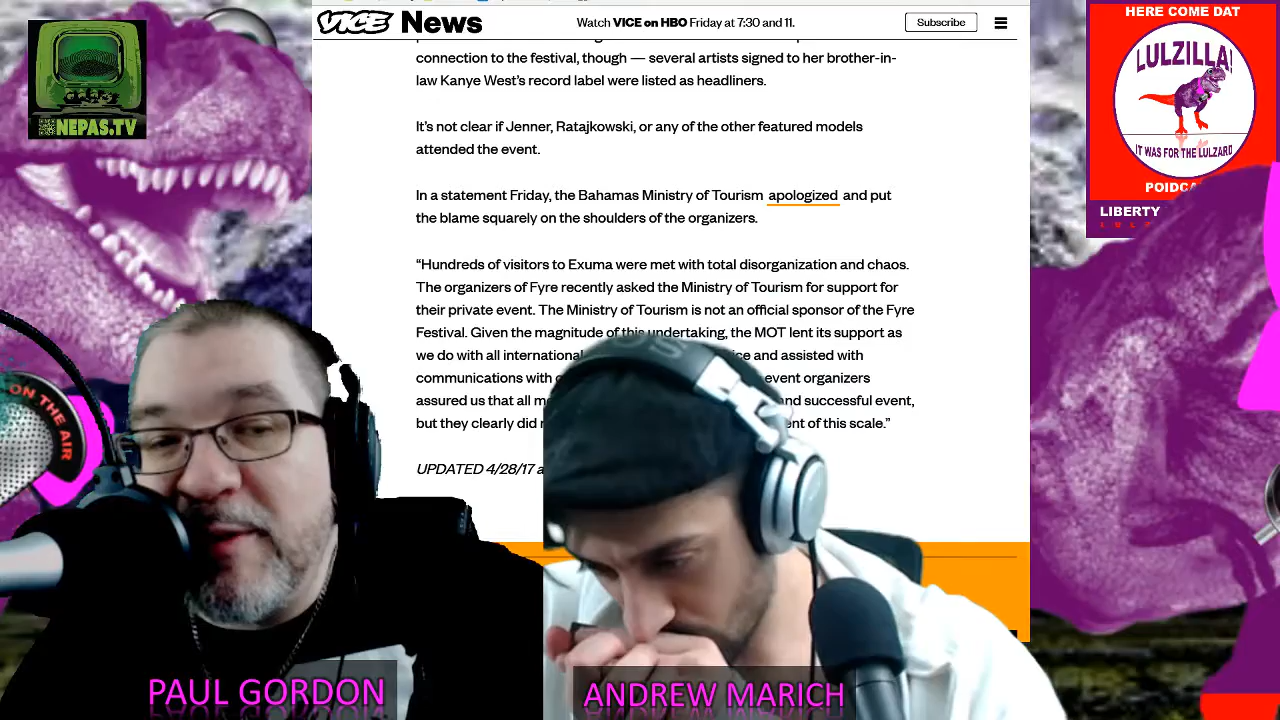 VICE News
Watch VICE on HBO Friday at 7:30 and 11.
Subscribe
connection to the festival, though — several artists signed to her brother-in-
law Kanye West's record label were listed as headliners.
It's not clear if Jenner, Ratajkowski, or any of the other featured models
attended the event.
In a statement Friday, the Bahamas Ministry of Tourism apologized and put
the blame squarely on the shoulders of the organizers.
“Hundreds of visitors to Exuma were met with total disorganization and chaos.
The organizers of Fyre recently asked the Ministry of Tourism for support for
their private event. The Ministry of Tourism is not an official sponsor of the Fyre
Festival. Given the magnitude of this undertaking, the MOT lent its support as
we do with all international and assisted with
communications with event organizers
assured us that all and successful event,
but they clearly did of this scale.”
UPDATED 4/28/17
NEPAS.TV
HERE COME DAT
LULZILLA!
IT WAS FOR THE LULZARD
LIBERTY
LULZ
ON THE AIR
PAUL GORDON
ANDREW MARICH